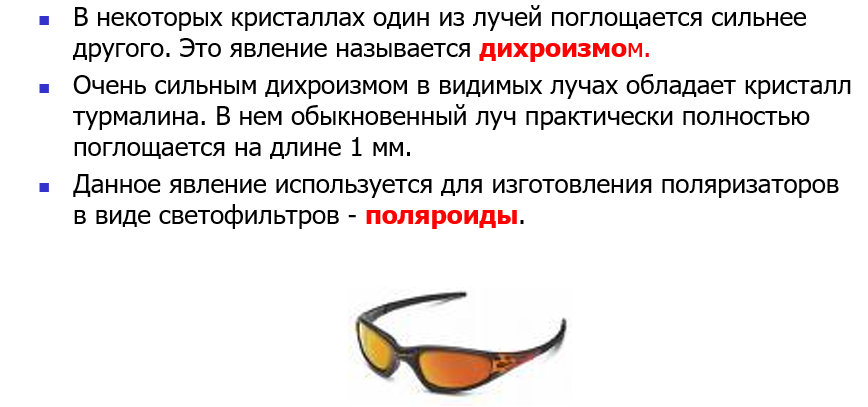 В некоторых кристаллах один из лучей поглощается сильнее
другого. Это явление называется дихроизмом.
Очень сильным дихроизмом в видимых лучах обладает кристалл
турмалина. В нем обыкновенный луч практически полностью
поглощается на длине 1 мм.
Данное явление используется для изготовления поляризаторов
в виде светофильтров - поляроиды.